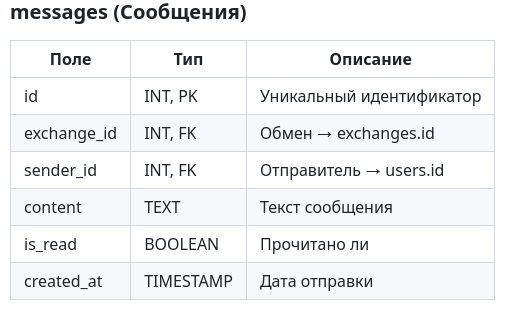 messages (Сообщения)
Поле Тип Описание
id INT, PK Уникальный идентификатор
exchange_id INT, FK Обмен → exchanges.id
sender_id INT, FK Отправитель → users.id
content TEXT Текст сообщения
is_read BOOLEAN Прочитано ли
created_at TIMESTAMP Дата отправки